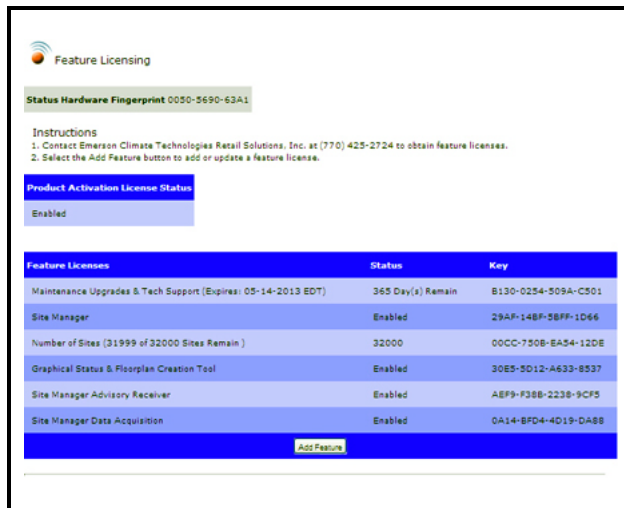 Feature Licensing
Status Hardware Fingerprint 0050-5690-63A1
Instructions
1. Contact Emerson Climate Technologies Retail Solutions, Inc. at (770) 425-2724 to obtain feature licenses.
2. Select the Add Feature button to add or update a feature license.
Product Activation License Status
Enabled
Feature Licenses Status Key
Maintenance Upgrades & Tech Support (Expires: 05-14-2013 EDT) 365 Day(s) Remain B130-0254-509A-C501
Site Manager Enabled 29AF-14BF-5BFF-1D66
Number of Sites (31999 of 32000 Sites Remain ) 32000 00CC-750B-EA54-12DE
Graphical Status & Floorplan Creation Tool Enabled 30E5-5D12-A633-8537
Site Manager Advisory Receiver Enabled AEF9-F38B-2238-9CF5
Site Manager Data Acquisition Enabled 0A14-BFD4-4D19-DA88
Add Feature